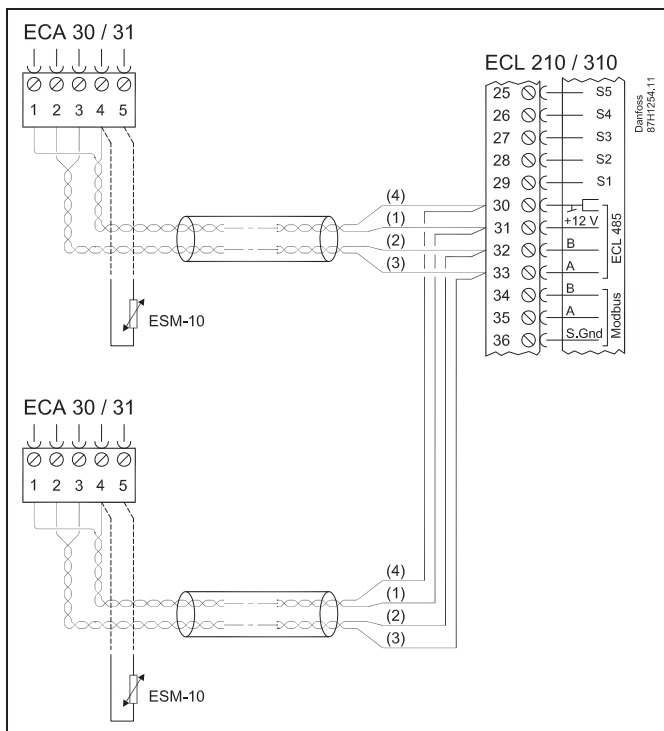 ECA 30 / 31
1 2 3 4 5
ESM-10
(4)
(1)
(2)
(3)
ECL 210 / 310
25 S5
26 S4
27 S3
28 S2
29 S1
30
31 +12 V
32 B
33 A
ECL 485
34 B
35 A
36 S.Gnd
Modbus
Danfoss
87H1254.11
ECA 30 / 31
1 2 3 4 5
ESM-10
(4)
(1)
(2)
(3)